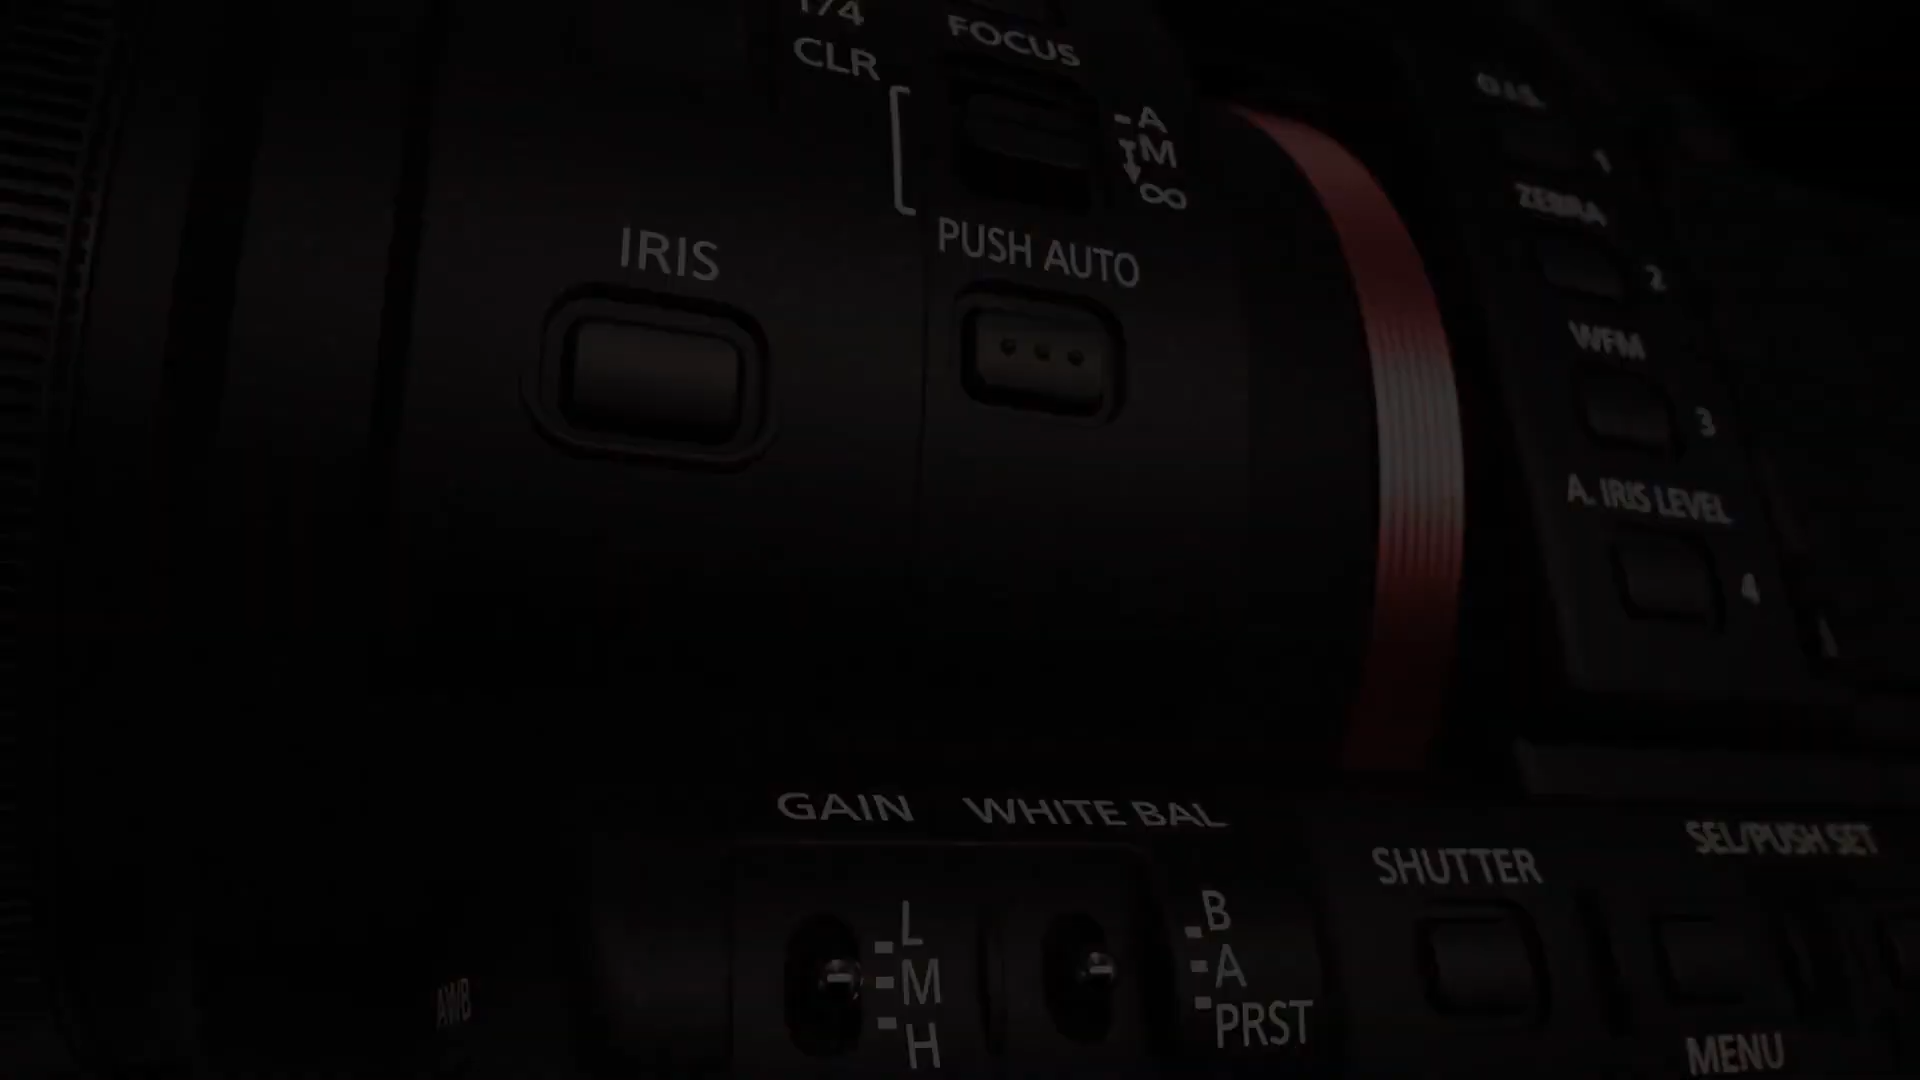 1/4
CLR
FOCUS
A
M
∞
PUSH AUTO
IRIS
O.I.S.
1
ZEBRA
2
WFM
3
A. IRIS LEVEL
4
GAIN
WHITE BAL
L
M
H
B
A
PRST
AWB
SHUTTER
SEL/PUSH SET
MENU